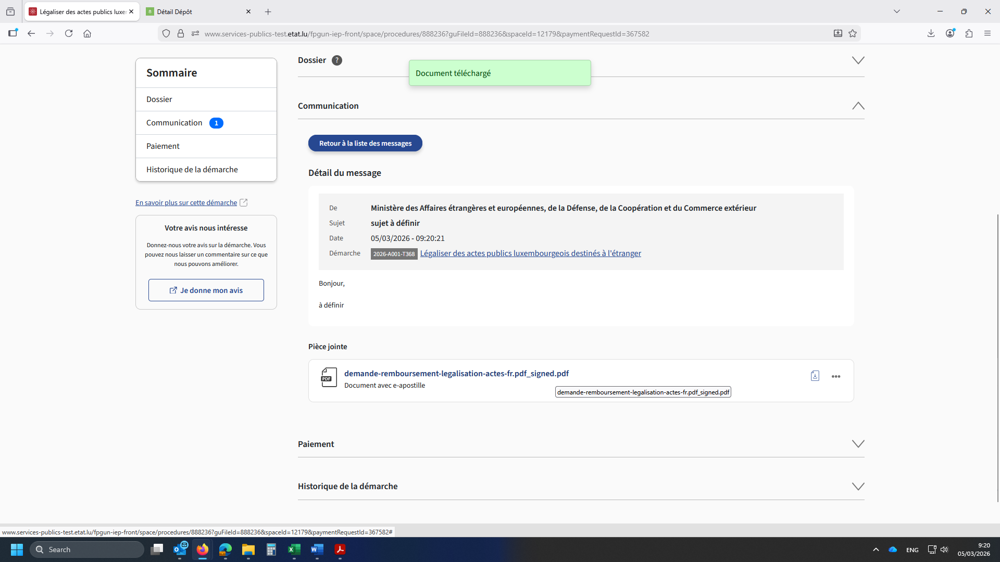 Légaliser des actes publics luxe
Détail Dépôt
www.services-publics-test.etat.lu/fpgun-iep-front/space/procedures/888236?guFileId=888236&spaceId=12179&paymentRequestId=367582
Sommaire
Dossier
Communication 1
Paiement
Historique de la démarche
En savoir plus sur cette démarche
Votre avis nous intéresse
Donnez-nous votre avis sur la démarche. Vous
pouvez nous laisser un commentaire sur ce que
nous pouvons améliorer.
Je donne mon avis
Dossier ?
Document téléchargé
Communication
Retour à la liste des messages
Détail du message
De Ministère des Affaires étrangères et européennes, de la Défense, de la Coopération et du Commerce extérieur
Sujet sujet à définir
Date 05/03/2026 - 09:20:21
Démarche 2026-A001-T368 Légaliser des actes publics luxembourgeois destinés à l'étranger
Bonjour,
à définir
Pièce jointe
PDF
demande-remboursement-legalisation-actes-fr.pdf_signed.pdf
Document avec e-apostille
demande-remboursement-legalisation-actes-fr.pdf_signed.pdf
Paiement
Historique de la démarche
www.services-publics-test.etat.lu/fpgun-iep-front/space/procedures/888236?guFileId=888236&spaceId=12179&paymentRequestId=367582#
Search
ENG
9:20
05/03/2026